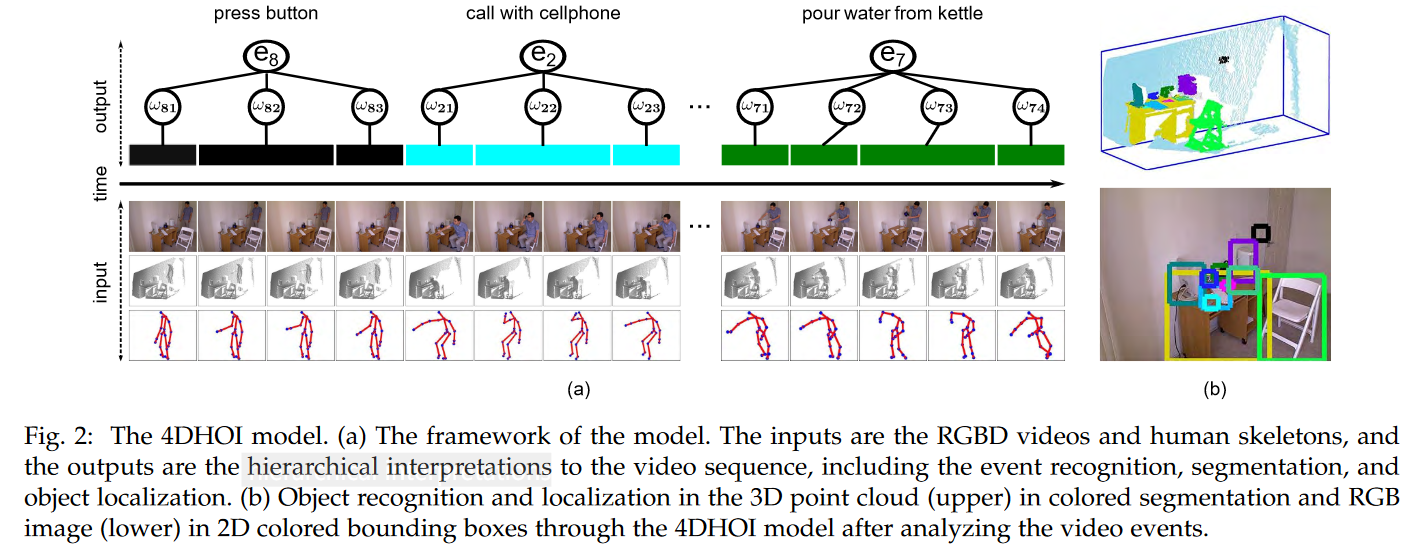 press button
call with cellphone
pour water from kettle
e8
e2
e7
ω81
ω82
ω83
ω21
ω22
ω23
...
ω71
ω72
ω73
ω74
output
time
...
input
(a)
(b)
Fig. 2: The 4DHOI model. (a) The framework of the model. The inputs are the RGBD videos and human skeletons, and
the outputs are the hierarchical interpretations to the video sequence, including the event recognition, segmentation, and
object localization. (b) Object recognition and localization in the 3D point cloud (upper) in colored segmentation and RGB
image (lower) in 2D colored bounding boxes through the 4DHOI model after analyzing the video events.